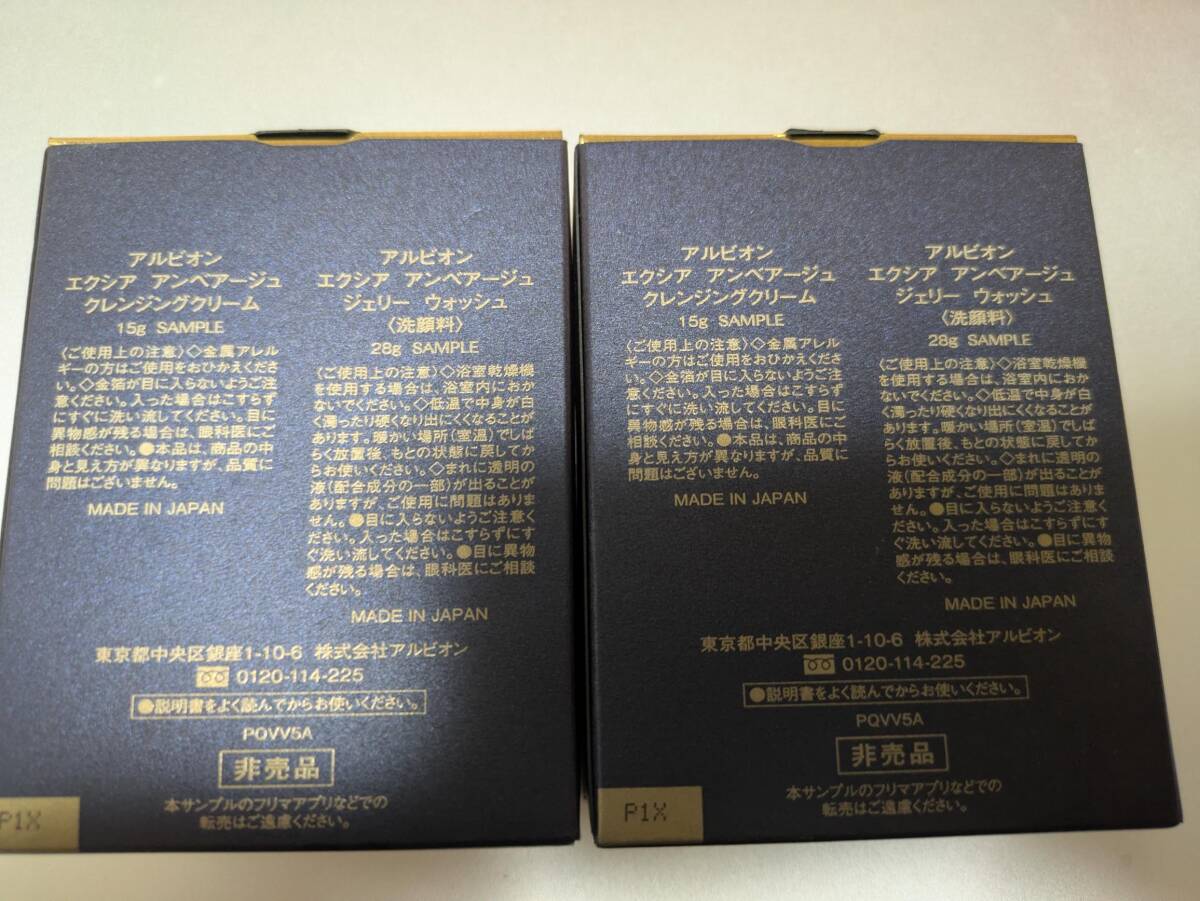 アルビオン
エクシア アンベアージュ
クレンジングクリーム
15g SAMPLE
〈ご使用上の注意〉◇金属アレル
ギーの方はご使用をおひかえくださ
い。◇金箔が目に入らないようご注
意ください。入った場合はこすらず
にすぐに洗い流してください。目に
異物感が残る場合は、眼科医にご
相談ください。●本品は、商品の中
身と見え方が異なりますが、品質に
問題はございません。
MADE IN JAPAN
アルビオン
エクシア アンベアージュ
ジェリー ウォッシュ
〈洗顔料〉
28g SAMPLE
〈ご使用上の注意〉◇浴室乾燥機
を使用する場合は、浴室内におか
ないでください。◇低温で中身が白
く濁ったり硬くなり出にくくなることが
あります。暖かい場所(室温)でしば
らく放置後、もとの状態に戻してか
らお使いください。◇まれに透明の
液(配合成分の一部)が出ることが
ありますが、ご使用に問題はありま
せん。●目に入らないようご注意く
ださい。入った場合はこすらずにす
ぐ洗い流してください。●目に異物
感が残る場合は、眼科医にご相談
ください。
MADE IN JAPAN
東京都中央区銀座1-10-6 株式会社アルビオン
0120-114-225
●説明書をよく読んでからお使いください。
PQVV5A
非売品
本サンプルのフリマアプリなどでの
転売はご遠慮ください。
P1X
アルビオン
エクシア アンベアージュ
クレンジングクリーム
15g SAMPLE
〈ご使用上の注意〉◇金属アレル
ギーの方はご使用をおひかえくださ
い。◇金箔が目に入らないようご注
意ください。入った場合はこすらず
にすぐに洗い流してください。目に
異物感が残る場合は、眼科医にご
相談ください。●本品は、商品の中
身と見え方が異なりますが、品質に
問題はございません。
MADE IN JAPAN
アルビオン
エクシア アンベアージュ
ジェリー ウォッシュ
〈洗顔料〉
28g SAMPLE
〈ご使用上の注意〉◇浴室乾燥機
を使用する場合は、浴室内におか
ないでください。◇低温で中身が白
く濁ったり硬くなり出にくくなることが
あります。暖かい場所(室温)でしば
らく放置後、もとの状態に戻してか
らお使いください。◇まれに透明の
液(配合成分の一部)が出ることが
ありますが、ご使用に問題はありま
せん。●目に入らないようご注意く
ださい。入った場合はこすらずにす
ぐ洗い流してください。●目に異物
感が残る場合は、眼科医にご相談
ください。
MADE IN JAPAN
東京都中央区銀座1-10-6 株式会社アルビオン
0120-114-225
●説明書をよく読んでからお使いください。
PQVV5A
非売品
本サンプルのフリマアプリなどでの
転売はご遠慮ください。
P1X